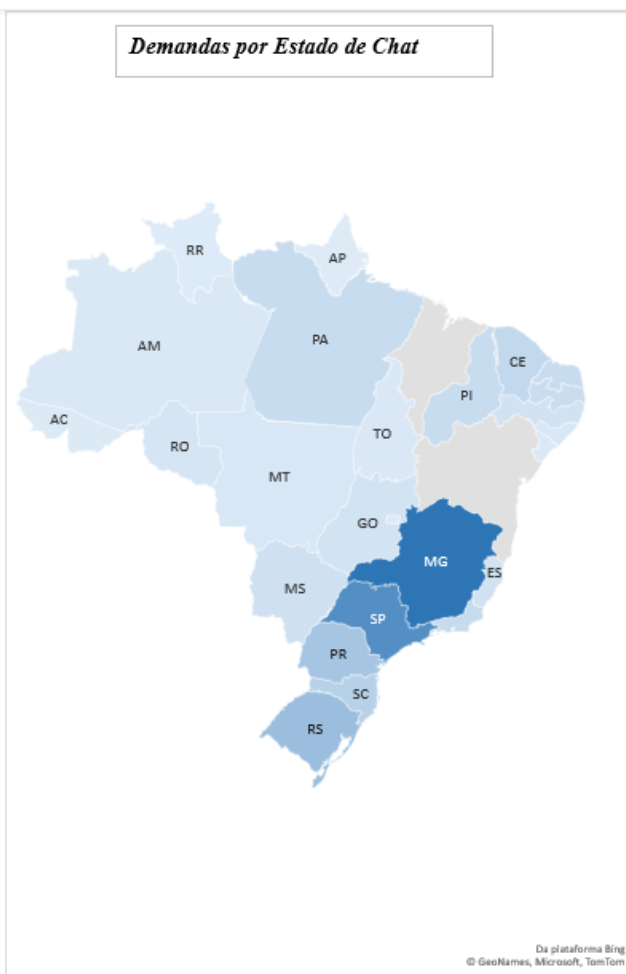 Demandas por Estado de Chat
RR
AP
AM
PA
CE
PI
AC
TO
RO
MT
GO
MG
ES
MS
SP
PR
SC
RS
Da plataforma Bing
© GeoNames, Microsoft, TomTom